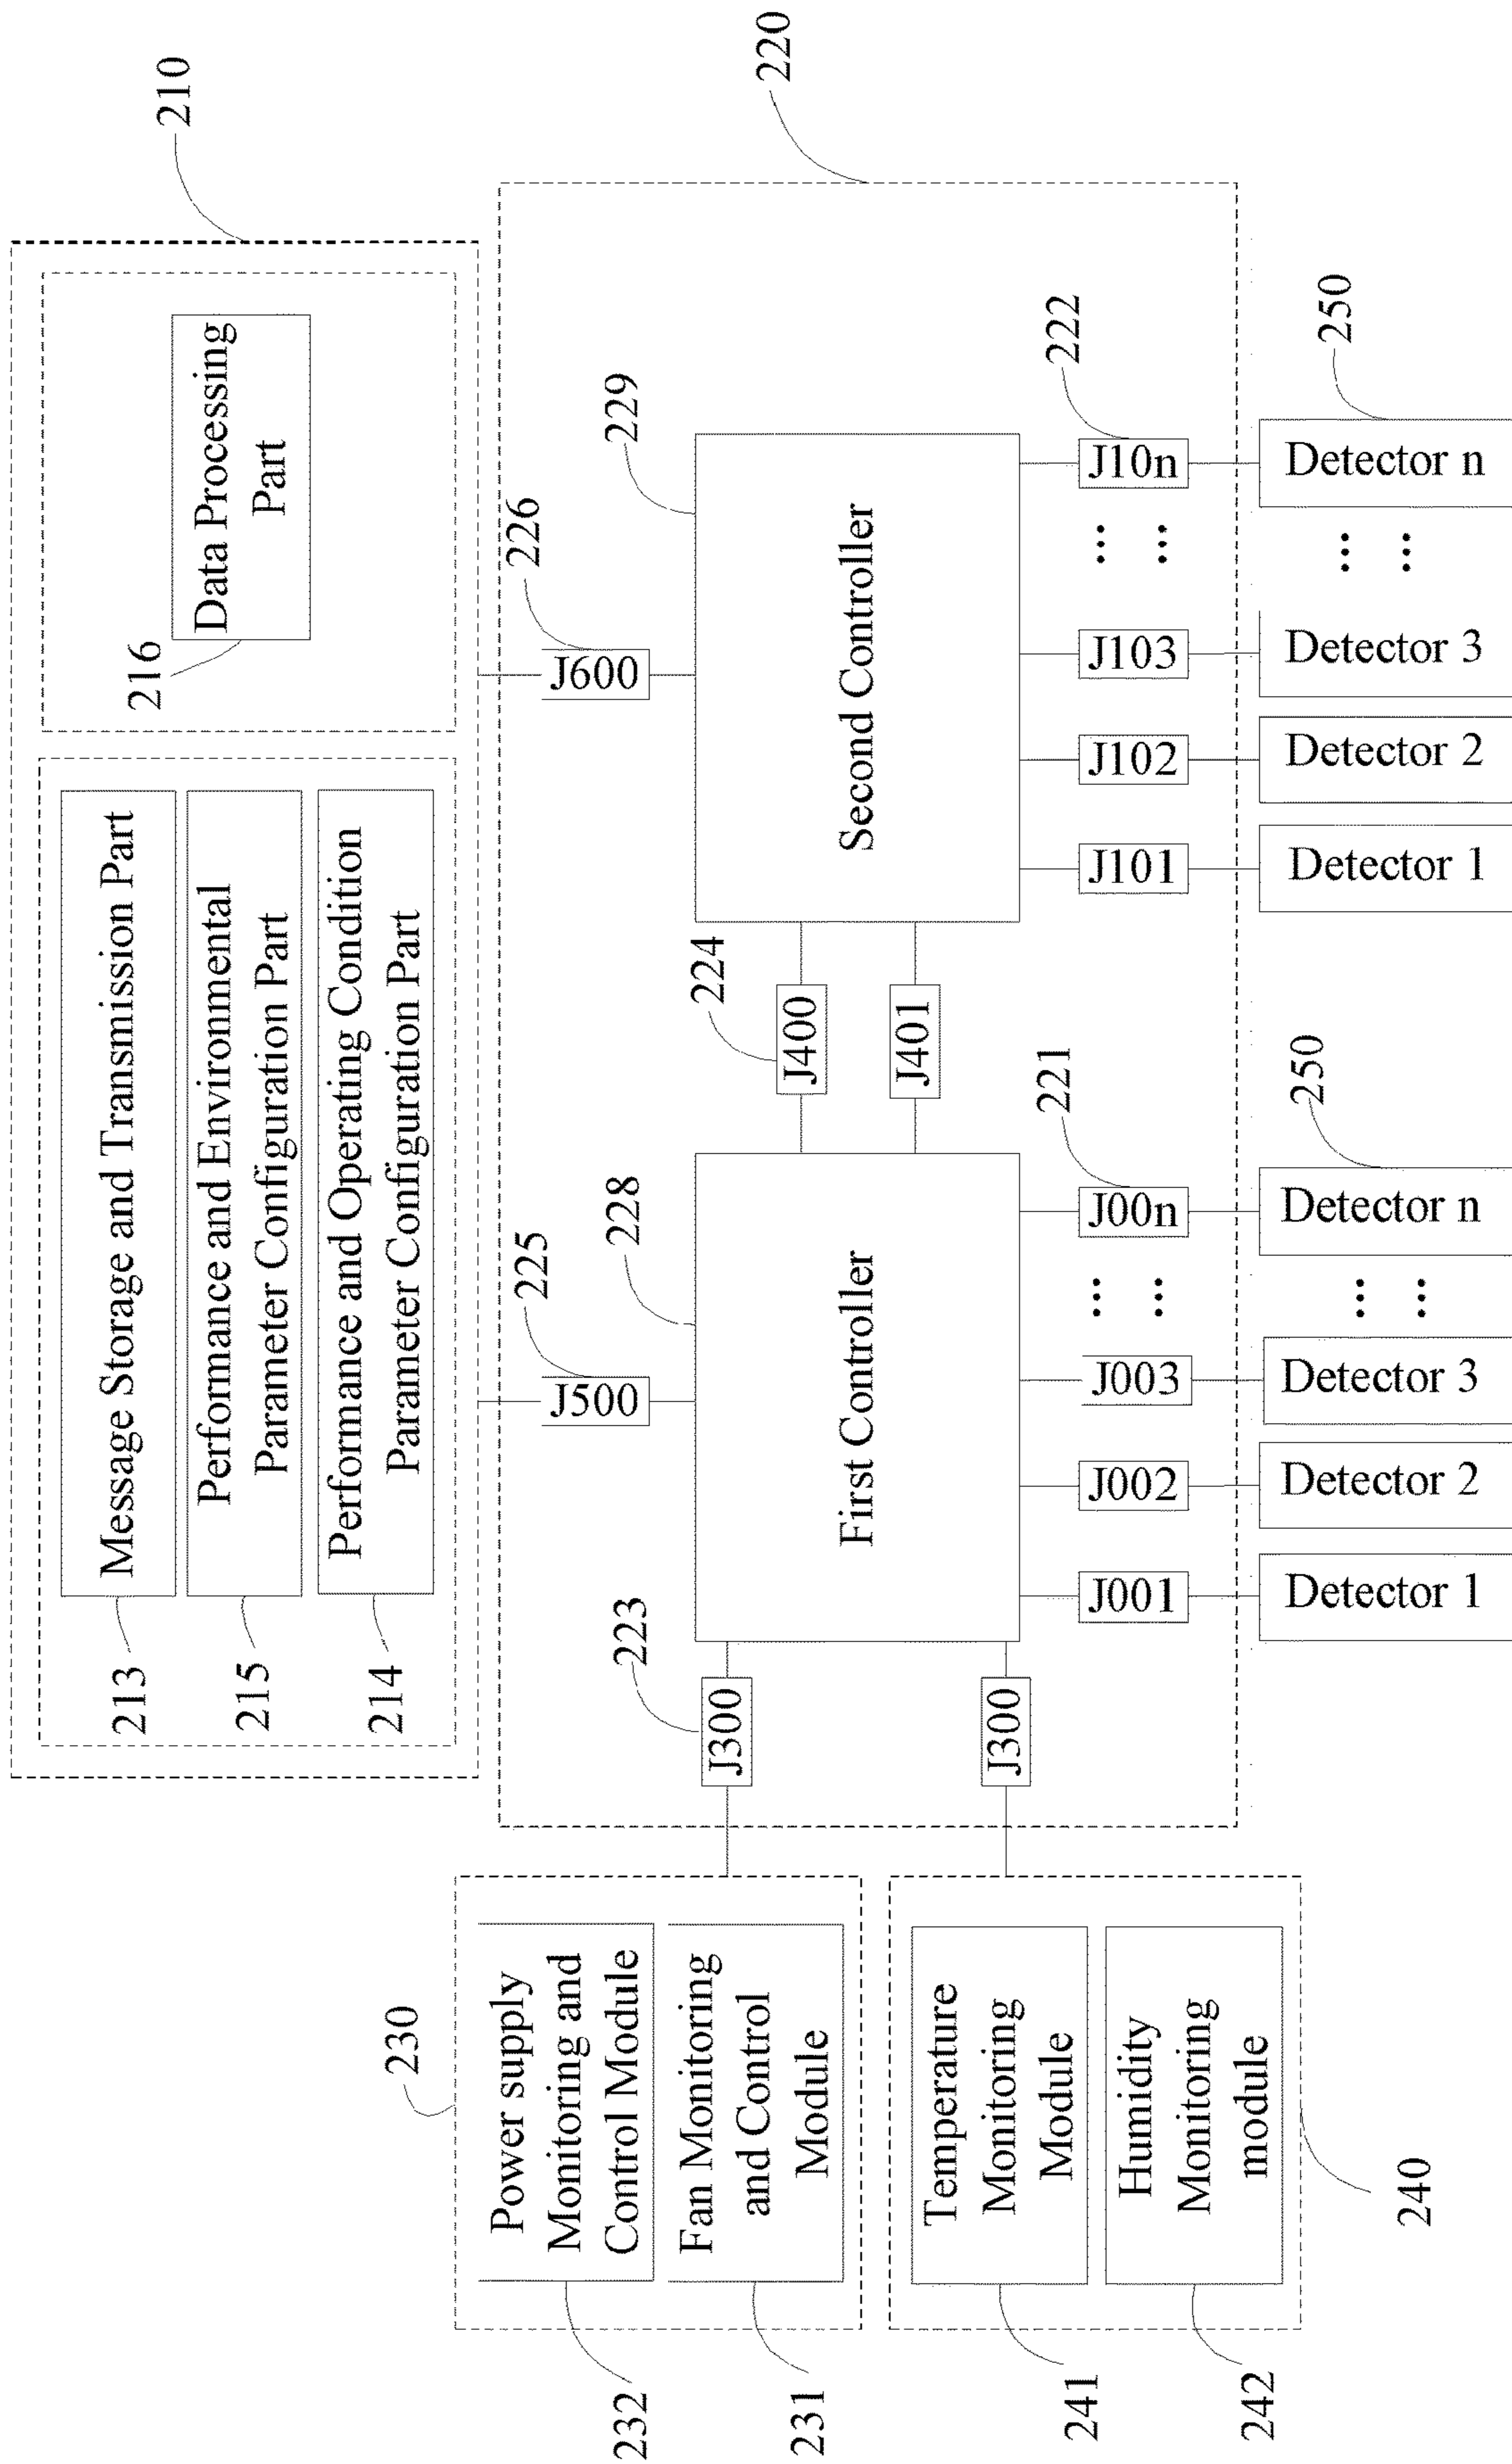 210
Message Storage and Transmission Part
213
Performance and Environmental
Parameter Configuration Part
215
Performance and Operating Condition
Parameter Configuration Part
214
216
Data Processing
Part
220
230
Power supply
Monitoring and
Control Module
232
Fan Monitoring
and Control
Module
231
Temperature
Monitoring
Module
241
Humidity
Monitoring
module
242
240
223
J300
J300
225
J500
228
First Controller
224
J400
J401
226
J600
229
Second Controller
J001
J002
J003
... ...
J00n
221
J101
J102
J103
... ...
J10n
222
Detector 1
Detector 2
Detector 3
... ...
Detector n
250
Detector 1
Detector 2
Detector 3
... ...
Detector n
250